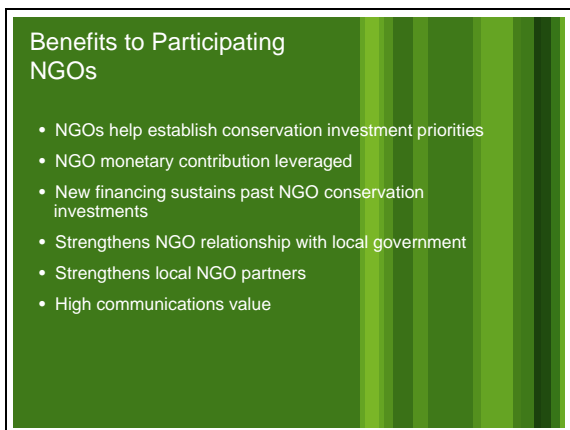 Benefits to Participating
NGOs
• NGOs help establish conservation investment priorities
• NGO monetary contribution leveraged
• New financing sustains past NGO conservation
investments
• Strengthens NGO relationship with local government
• Strengthens local NGO partners
• High communications value